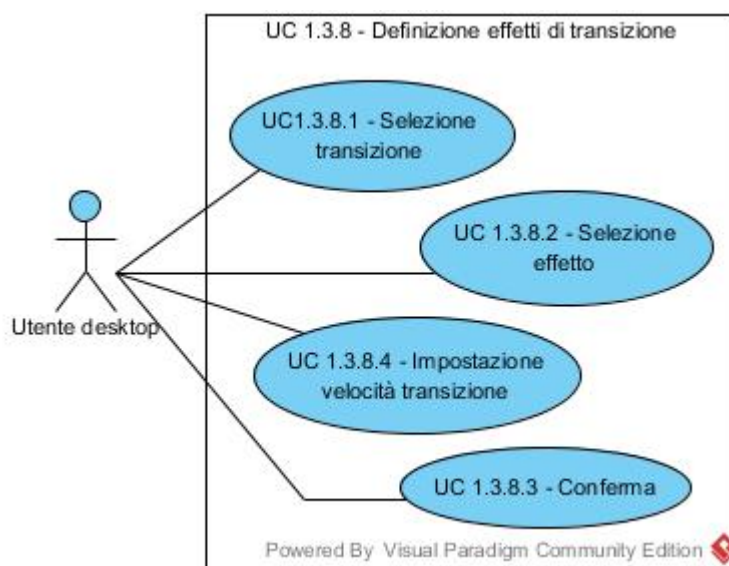 UC 1.3.8 - Definizione effetti di transizione
UC1.3.8.1 - Selezione
transizione
UC 1.3.8.2 - Selezione
effetto
Utente desktop
UC 1.3.8.4 - Impostazione
velocità transizione
UC 1.3.8.3 - Conferma
Powered By Visual Paradigm Community Edition